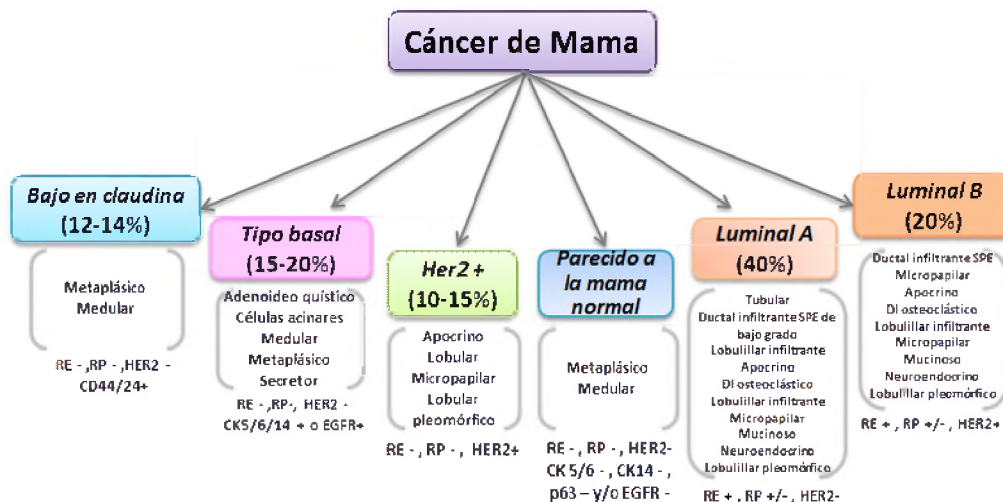 Cáncer de Mama
Bajo en claudina
(12-14%)
Metaplásico
Medular
RE - ,RP - ,HER2 -
CD44/24+
Tipo basal
(15-20%)
Adenoideo quístico
Células acinares
Medular
Metaplásico
Secretor
RE - ,RP-, HER2 -
CK5/6/14 + o EGFR+
Her2 +
(10-15%)
Apocrino
Lobular
Micropapilar
Lobular
pleomórfico
RE - , RP - , HER2+
Parecido a
la mama
normal
Metaplásico
Medular
RE - , RP - , HER2-
CK 5/6 - , CK14 - ,
p63 – y/o EGFR -
Luminal A
(40%)
Tubular
Ductal infiltrante SPE de
bajo grado
Lobulillar infiltrante
Apocrino
DI osteoclástico
Lobulillar infiltrante
Micropapilar
Mucinoso
Neuroendocrino
Lobulillar pleomórfico
RE + , RP +/- , HER2-
Luminal B
(20%)
Ductal infiltrante SPE
Micropapilar
Apocrino
DI osteoclástico
Lobulillar infiltrante
Micropapilar
Mucinoso
Neuroendocrino
Lobulillar pleomórfico
RE + , RP +/- , HER2+